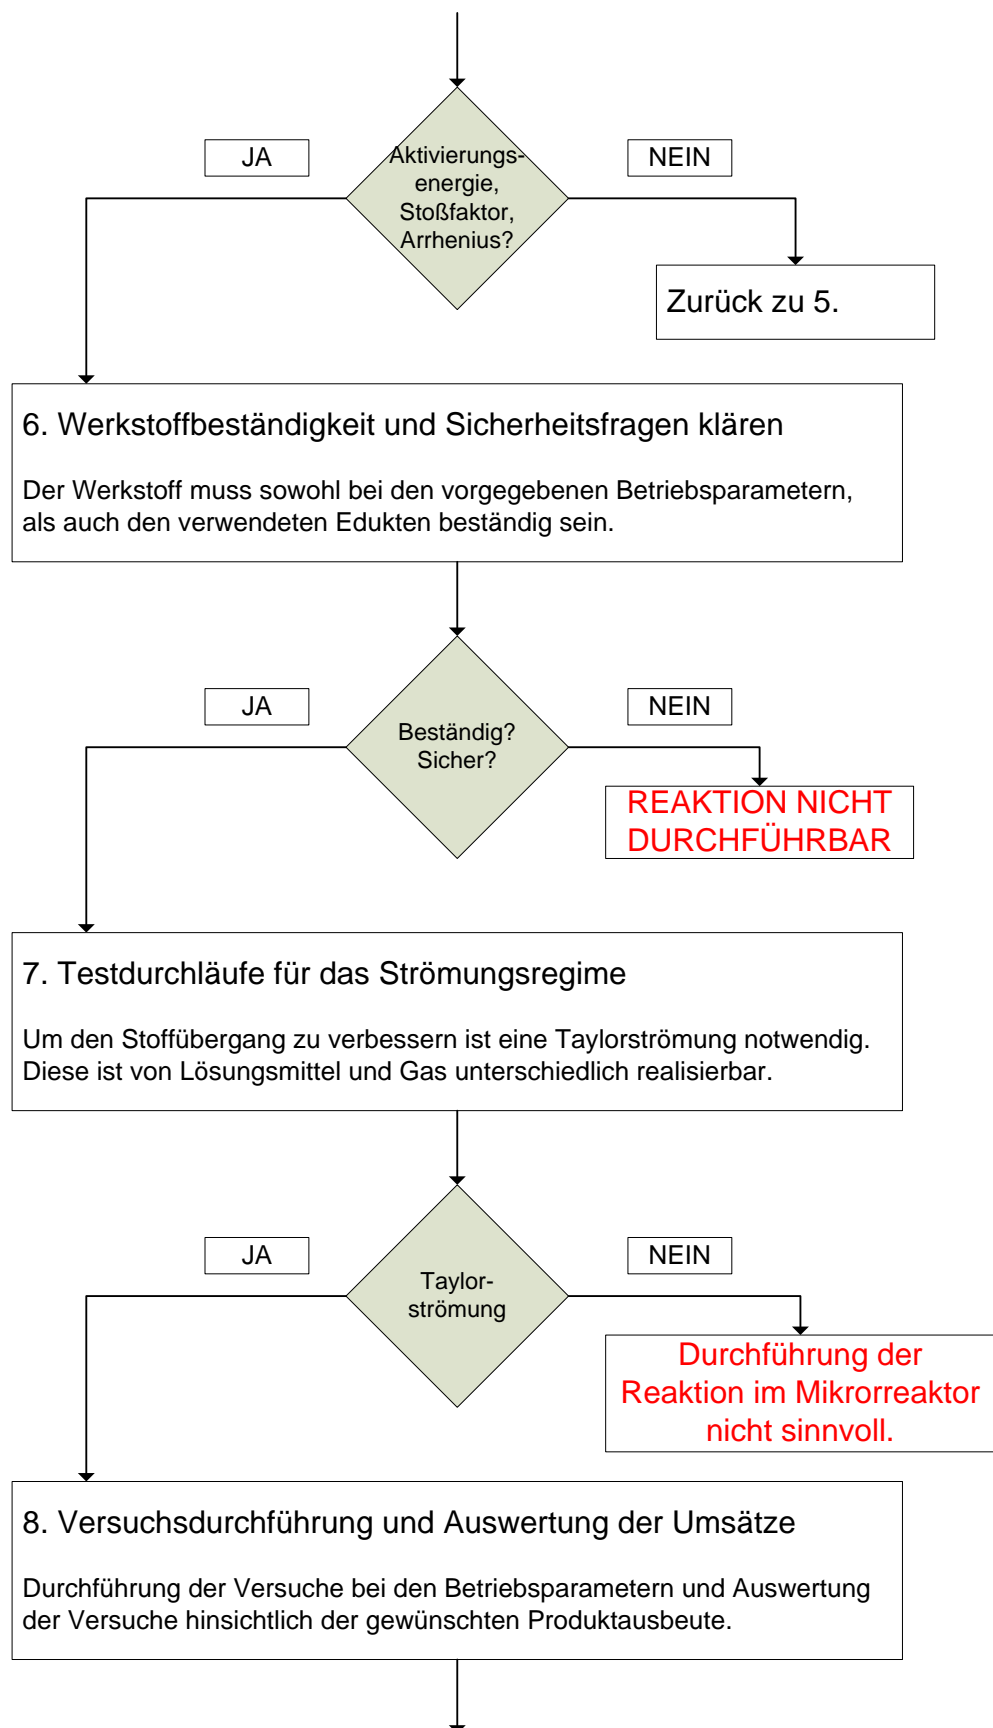 JA
Aktivierungs-
energie,
Stoßfaktor,
Arrhenius?
NEIN
Zurück zu 5.
6. Werkstoffbeständigkeit und Sicherheitsfragen klären
Der Werkstoff muss sowohl bei den vorgegebenen Betriebsparametern,
als auch den verwendeten Edukten beständig sein.
JA
Beständig?
Sicher?
NEIN
REAKTION NICHT
DURCHFÜHRBAR
7. Testdurchläufe für das Strömungsregime
Um den Stoffübergang zu verbessern ist eine Taylorströmung notwendig.
Diese ist von Lösungsmittel und Gas unterschiedlich realisierbar.
JA
Taylor-
strömung
NEIN
Durchführung der
Reaktion im Mikrorreaktor
nicht sinnvoll.
8. Versuchsdurchführung und Auswertung der Umsätze
Durchführung der Versuche bei den Betriebsparametern und Auswertung
der Versuche hinsichtlich der gewünschten Produktausbeute.